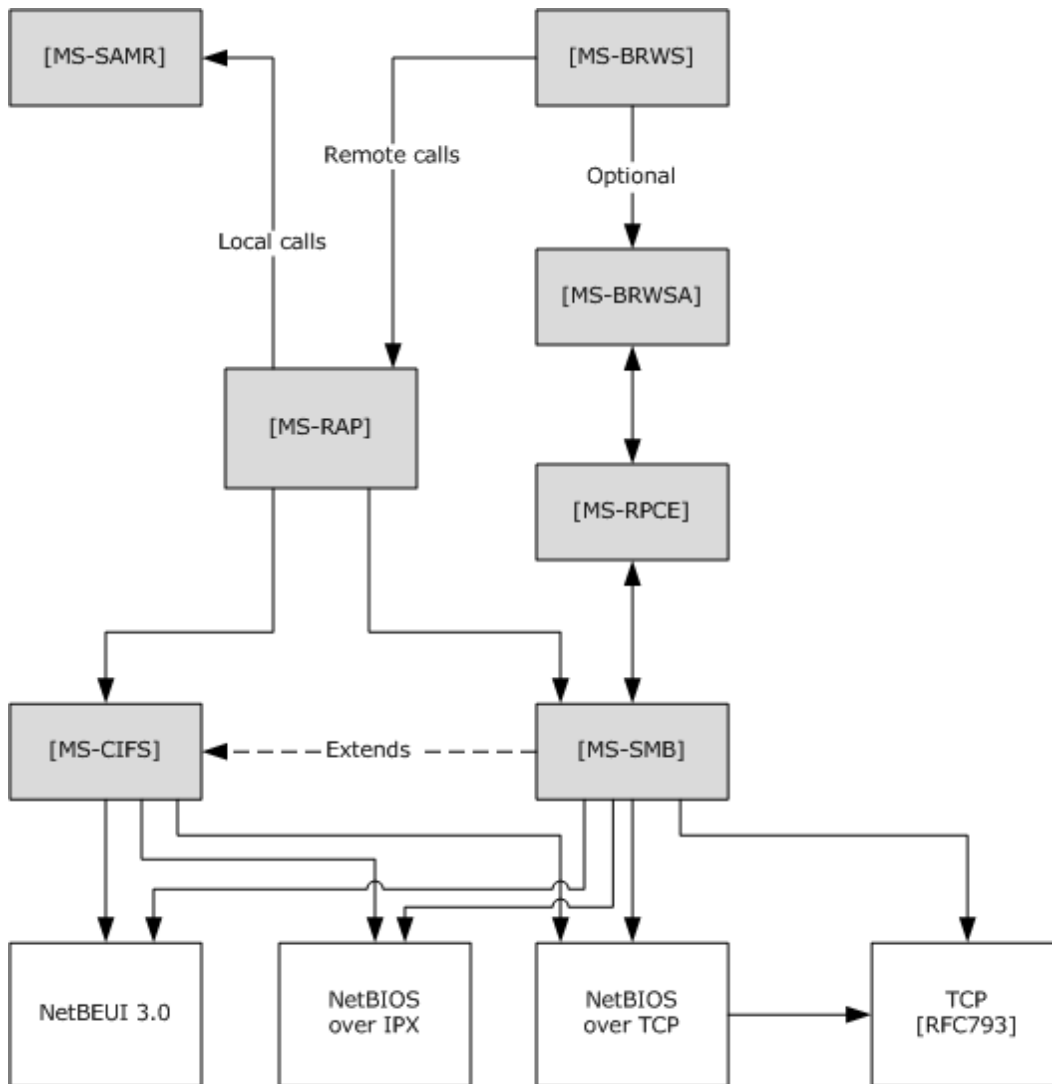 [MS-SAMR]
[MS-BRWS]
Remote calls
Optional
Local calls
[MS-BRWSA]
[MS-RAP]
[MS-RPCE]
[MS-CIFS]
Extends
[MS-SMB]
NetBEUI 3.0
NetBIOS
over IPX
NetBIOS
over TCP
TCP
[RFC793]